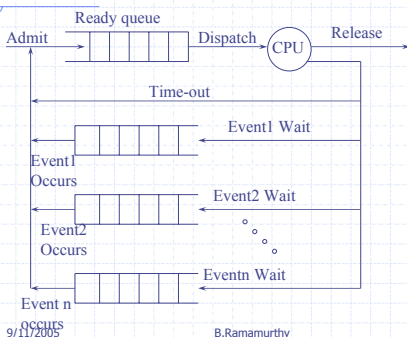 Ready queue
Admit
Dispatch
CPU
Release
Time-out
Event1 Wait
Event1
Occurs
Event2 Wait
Event2
Occurs
Eventn Wait
Event n
occurs
9/11/2005
B.Ramamurthy